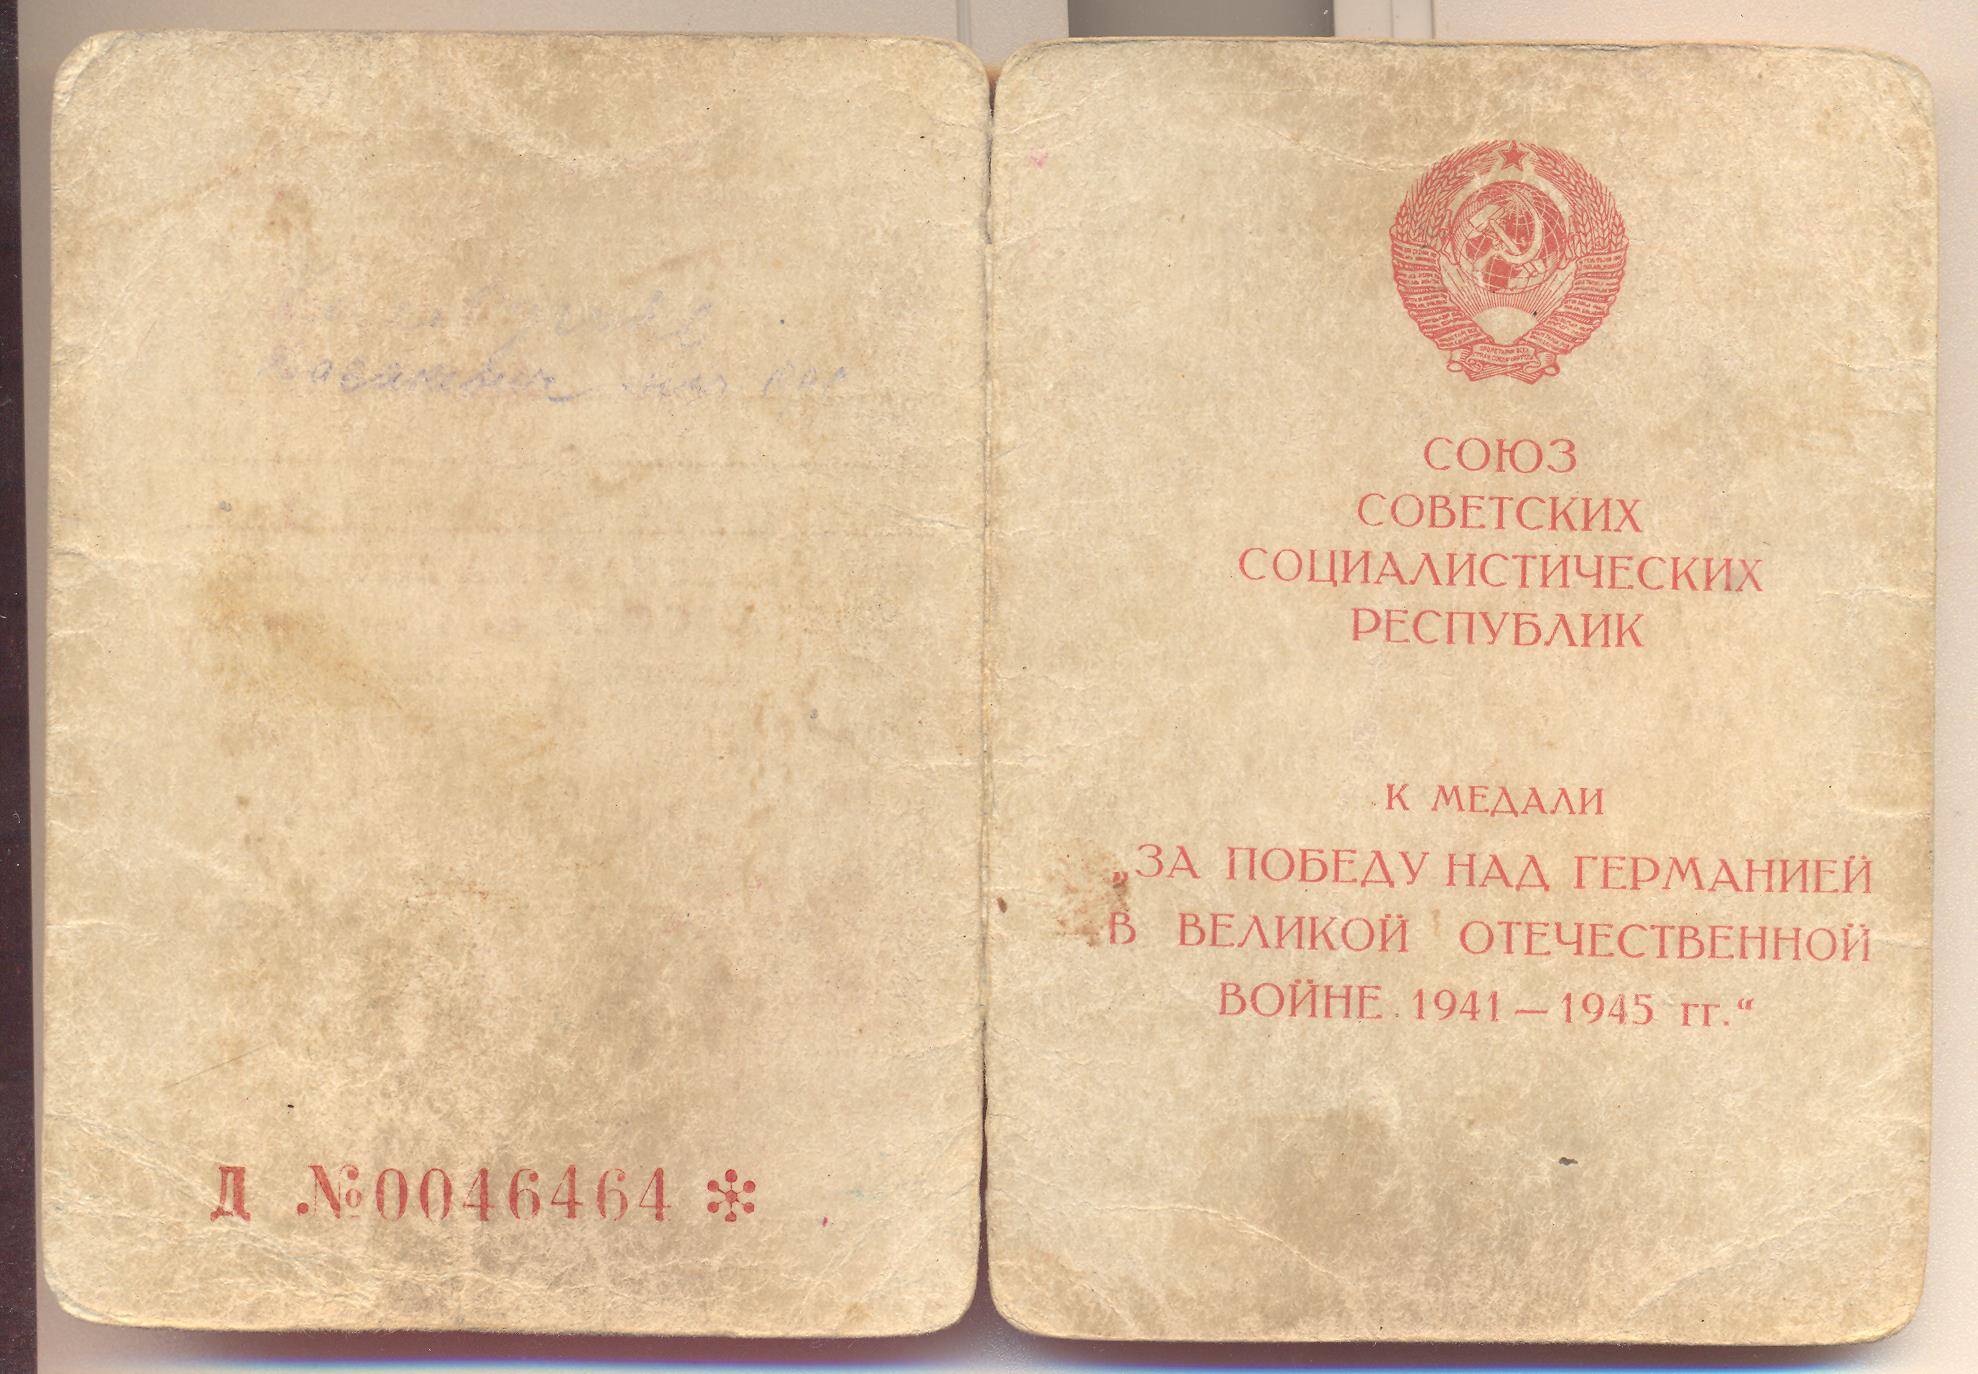 Д №0046464
СОЮЗ
СОВЕТСКИХ
СОЦИАЛИСТИЧЕСКИХ
РЕСПУБЛИК
К МЕДАЛИ
„ЗА ПОБЕДУ НАД ГЕРМАНИЕЙ
В ВЕЛИКОЙ ОТЕЧЕСТВЕННОЙ
ВОЙНЕ 1941 — 1945 гг.“